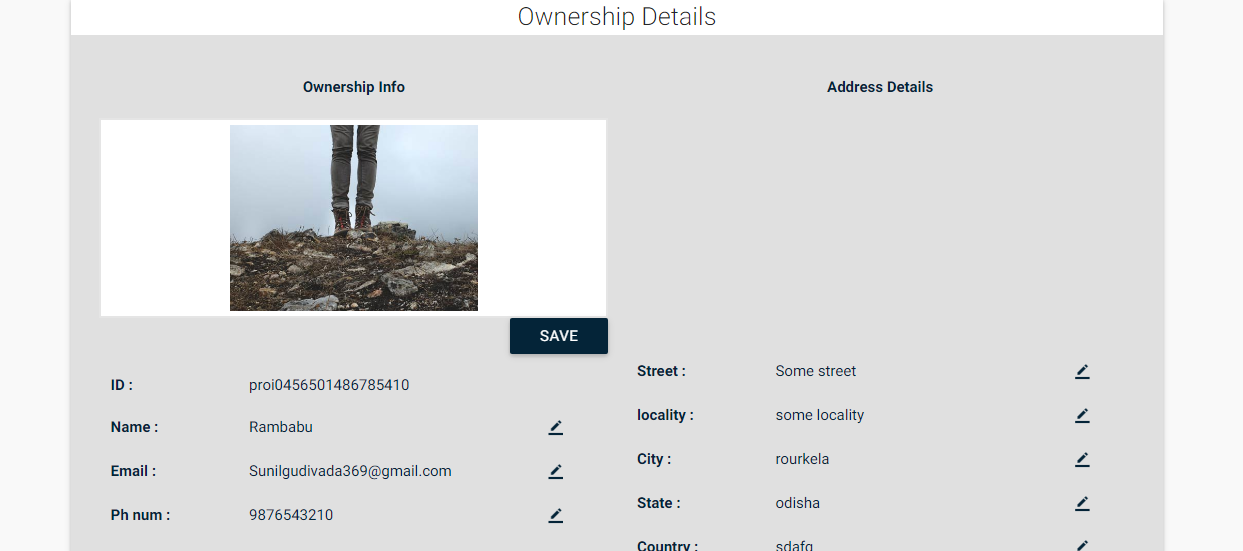 Ownership Details
Ownership Info
SAVE
ID :
proi0456501486785410
Name :
Rambabu
Email :
Sunilgudivada369@gmail.com
Ph num :
9876543210
Address Details
Street :
Some street
locality :
some locality
City :
rourkela
State :
odisha
Country :
sdafg